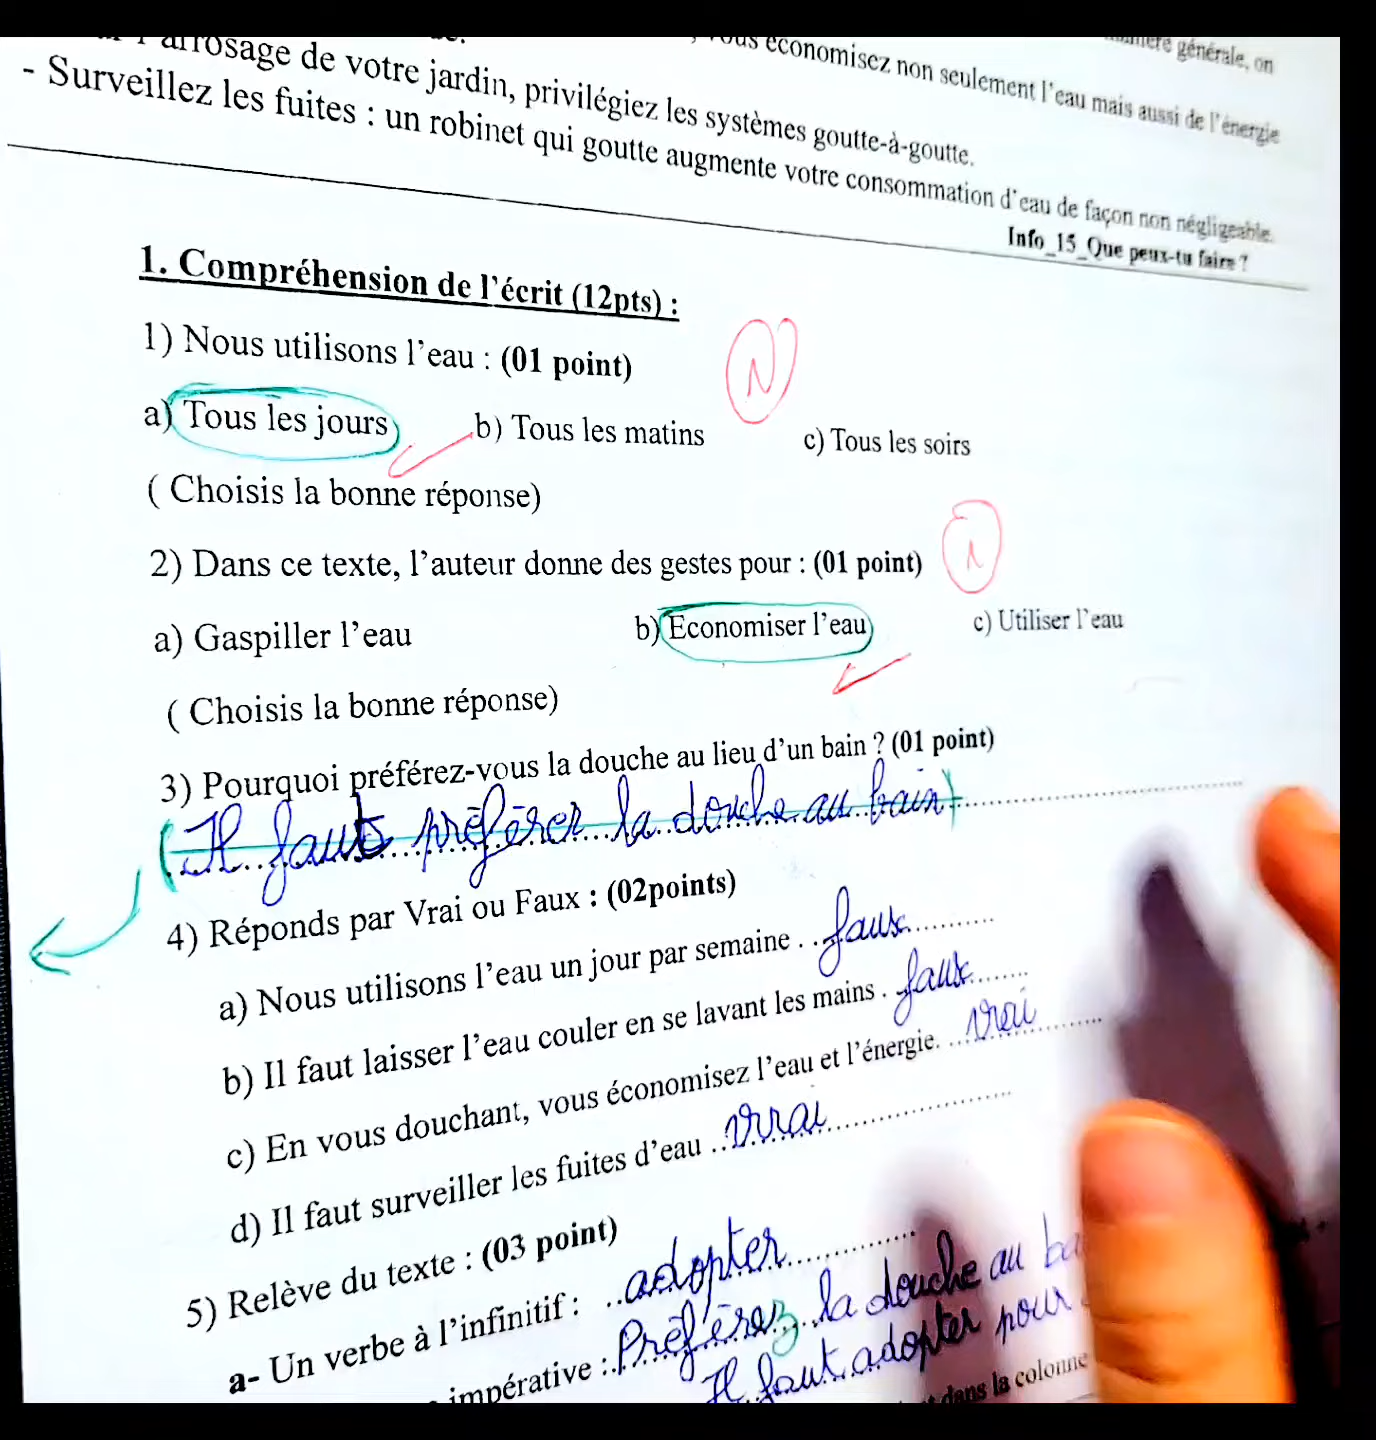 manière générale, on
, vous économisez non seulement l'eau mais aussi de l'énergie
l'arrosage de votre jardin, privilégiez les systèmes goutte-à-goutte.
- Surveillez les fuites : un robinet qui goutte augmente votre consommation d'eau de façon non négligeable.
Info_15_Que peux-tu faire ?
1. Compréhension de l'écrit (12pts) :
1) Nous utilisons l'eau : (01 point)
a) Tous les jours b) Tous les matins c) Tous les soirs
( Choisis la bonne réponse)
2) Dans ce texte, l'auteur donne des gestes pour : (01 point)
a) Gaspiller l'eau b) Economiser l'eau c) Utiliser l'eau
( Choisis la bonne réponse)
3) Pourquoi préférez-vous la douche au lieu d'un bain ? (01 point)
(Il faut préférer la douche au bain)
4) Réponds par Vrai ou Faux : (02points)
a) Nous utilisons l'eau un jour par semaine . . faux
b) Il faut laisser l'eau couler en se lavant les mains . faux
c) En vous douchant, vous économisez l'eau et l'énergie. vrai
d) Il faut surveiller les fuites d'eau vrai
5) Relève du texte : (03 point)
a- Un verbe à l'infinitif : adopter
impérative : Préférez la douche au
Il faut adopter pour
dans la colonne